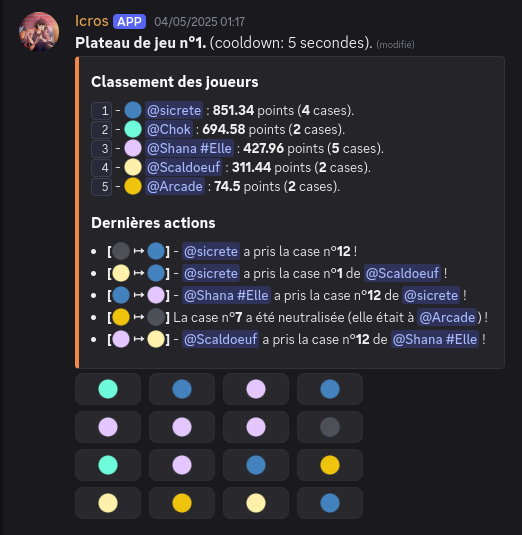 Icros APP 04/05/2025 01:17
Plateau de jeu n°1. (cooldown: 5 secondes). (modifié)
Classement des joueurs
1 - @sicrete : 851.34 points (4 cases).
2 - @Chok : 694.58 points (2 cases).
3 - @Shana #Elle : 427.96 points (5 cases).
4 - @Scaldoeuf : 311.44 points (2 cases).
5 - @Arcade : 74.5 points (2 cases).
Dernières actions
• [ ↦ ] - @sicrete a pris la case n°12 !
• [ ↦ ] - @sicrete a pris la case n°1 de @Scaldoeuf !
• [ ↦ ] - @Shana #Elle a pris la case n°12 de @sicrete !
• [ ↦ ] La case n°7 a été neutralisée (elle était à @Arcade) !
• [ ↦ ] - @Scaldoeuf a pris la case n°12 de @Shana #Elle !